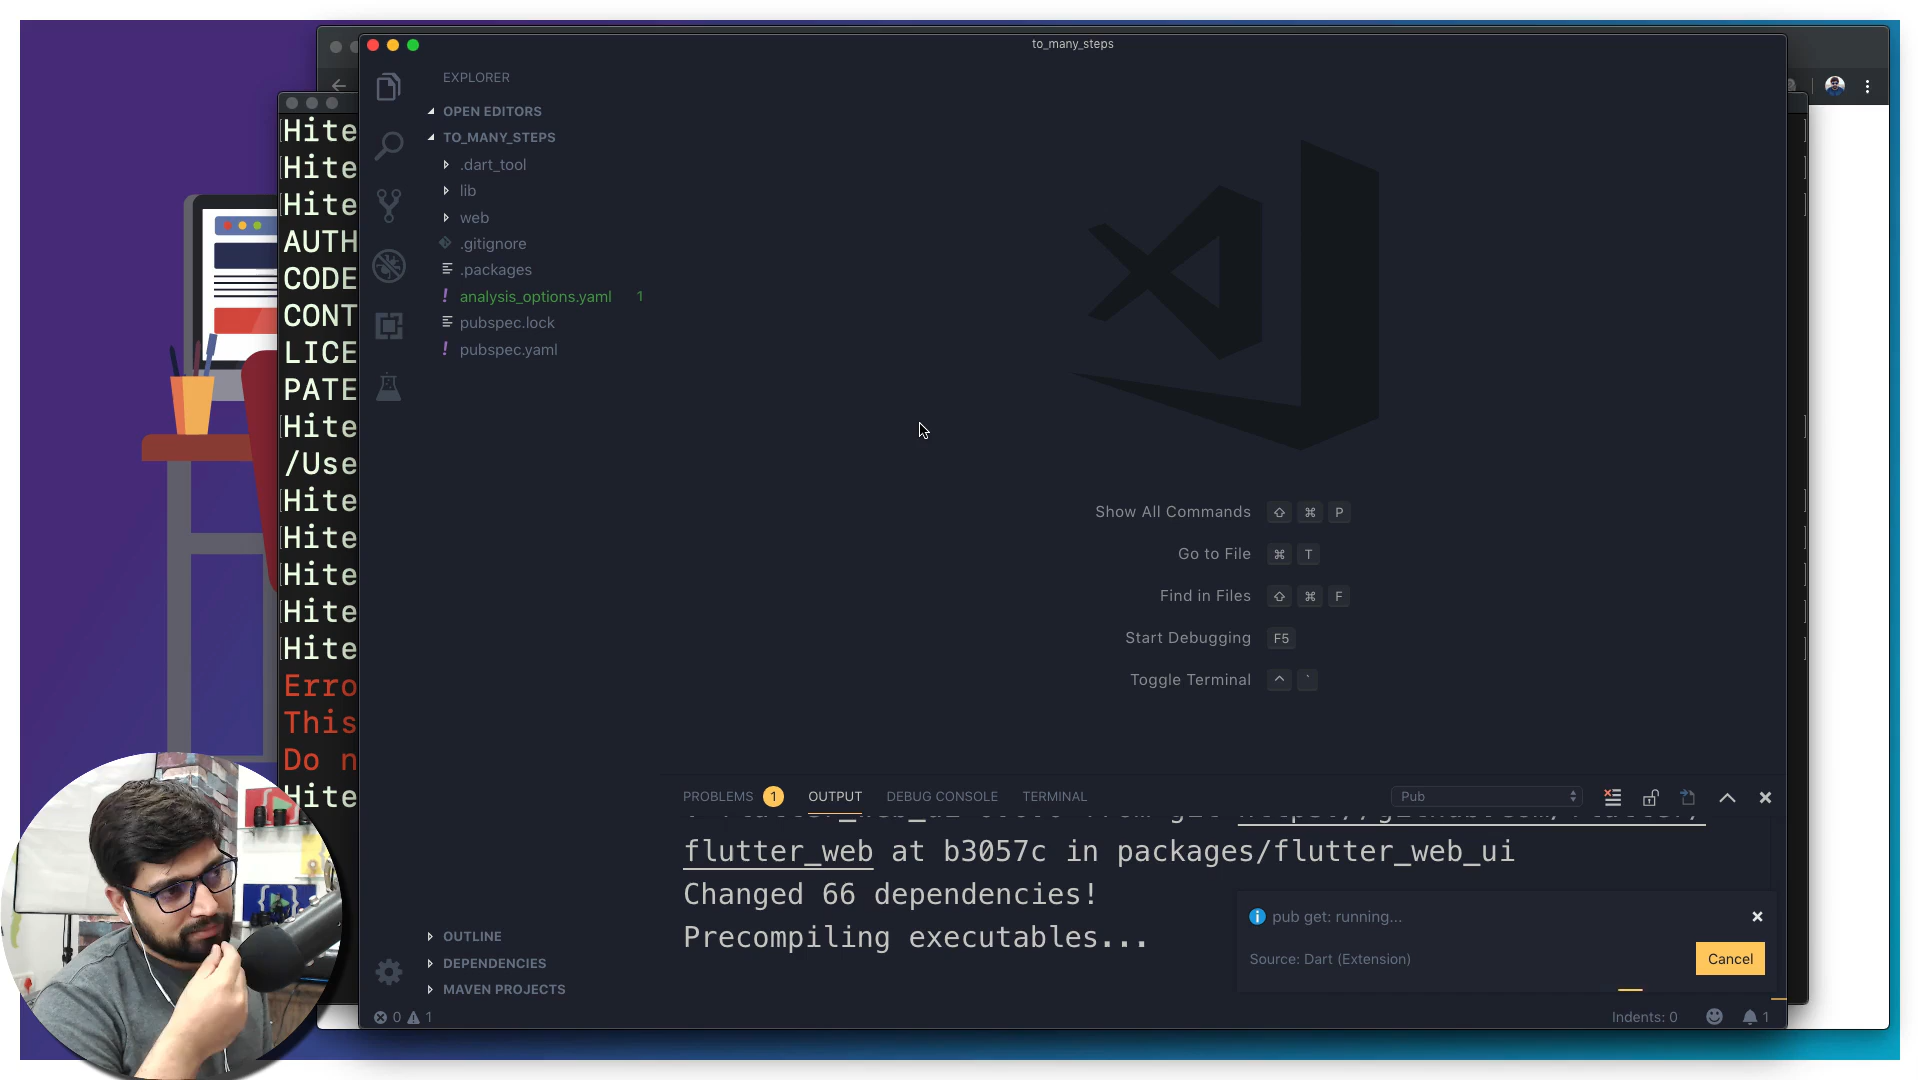 to_many_steps
EXPLORER
OPEN EDITORS
TO_MANY_STEPS
.dart_tool
lib
web
.gitignore
.packages
! analysis_options.yaml 1
pubspec.lock
! pubspec.yaml
OUTLINE
DEPENDENCIES
MAVEN PROJECTS
Hite
Hite
Hite
AUTH
CODE
CONT
LICE
PATE
Hite
/Use
Hite
Hite
Hite
Hite
Hite
Erro
This
Do n
Hite
Show All Commands ⇧ ⌘ P
Go to File ⌘ T
Find in Files ⇧ ⌘ F
Start Debugging F5
Toggle Terminal ^ `
PROBLEMS 1 OUTPUT DEBUG CONSOLE TERMINAL Pub
flutter_web at b3057c in packages/flutter_web_ui
Changed 66 dependencies!
Precompiling executables...
pub get: running...
Source: Dart (Extension)
Cancel
0 1
Indents: 0 1